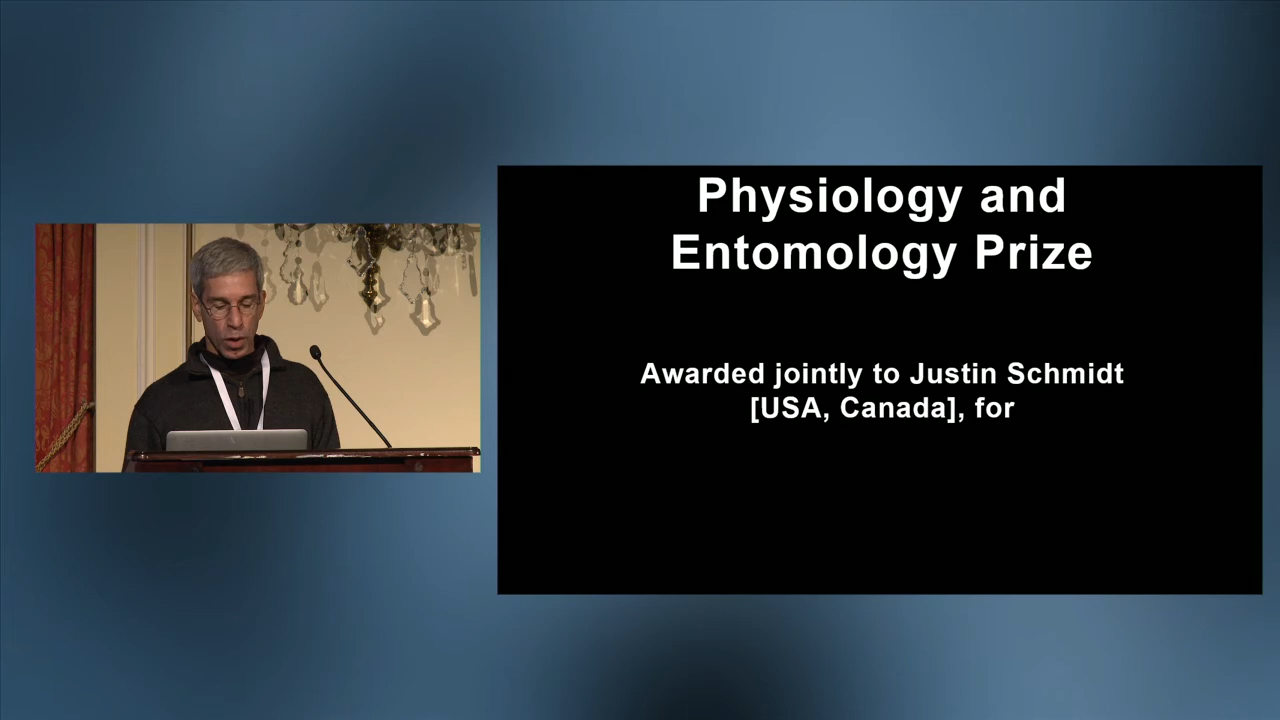 Physiology and
Entomology Prize
Awarded jointly to Justin Schmidt
[USA, Canada], for